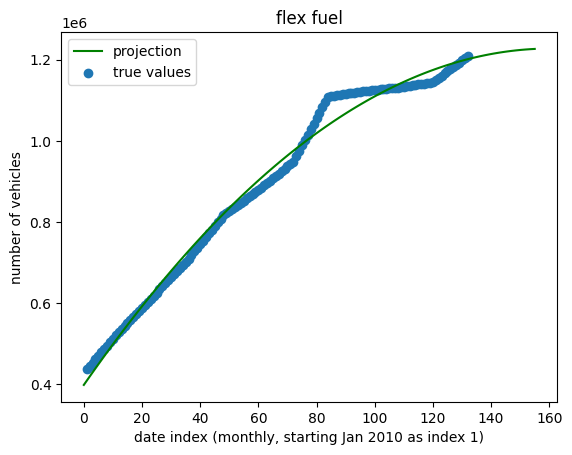 flex fuel
1e6
projection
true values
1.2
1.0
0.8
0.6
0.4
number of vehicles
0 20 40 60 80 100 120 140 160
date index (monthly, starting Jan 2010 as index 1)